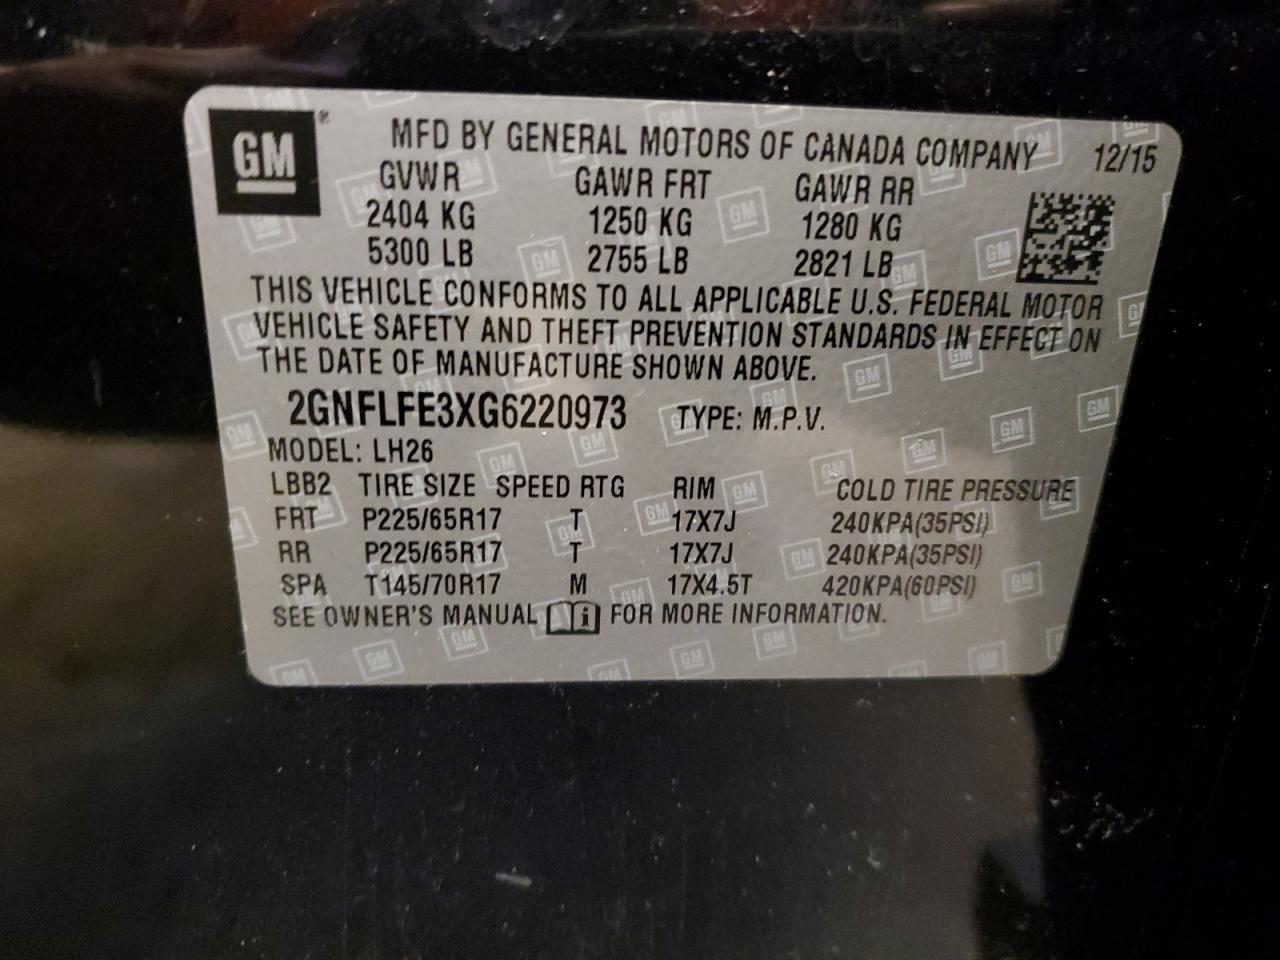 GM ® MFD BY GENERAL MOTORS OF CANADA COMPANY 12/15
GVWR GAWR FRT GAWR RR
2404 KG 1250 KG 1280 KG
5300 LB 2755 LB 2821 LB
THIS VEHICLE CONFORMS TO ALL APPLICABLE U.S. FEDERAL MOTOR
VEHICLE SAFETY AND THEFT PREVENTION STANDARDS IN EFFECT ON
THE DATE OF MANUFACTURE SHOWN ABOVE.
2GNFLFE3XG6220973 TYPE: M.P.V.
MODEL: LH26
LBB2 TIRE SIZE SPEED RTG RIM COLD TIRE PRESSURE
FRT P225/65R17 T 17X7J 240KPA(35PSI)
RR P225/65R17 T 17X7J 240KPA(35PSI)
SPA T145/70R17 M 17X4.5T 420KPA(60PSI)
SEE OWNER'S MANUAL i FOR MORE INFORMATION.